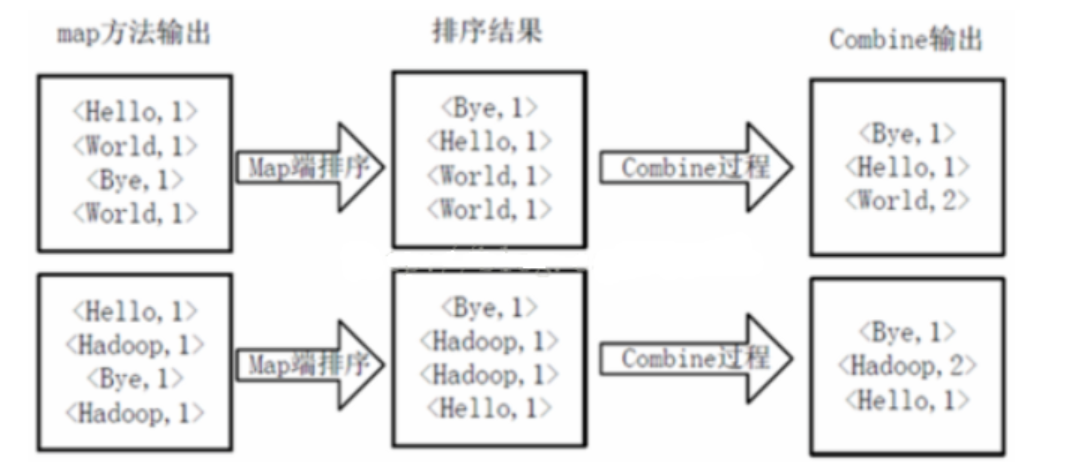 map方法输出
排序结果
Combine输出
<Hello,1>
<World,1>
<Bye,1>
<World,1>
Map端排序
<Bye,1>
<Hello,1>
<World,1>
<World,1>
Combine过程
<Bye,1>
<Hello,1>
<World,2>
<Hello,1>
<Hadoop,1>
<Bye,1>
<Hadoop,1>
Map端排序
<Bye,1>
<Hadoop,1>
<Hadoop,1>
<Hello,1>
Combine过程
<Bye,1>
<Hadoop,2>
<Hello,1>